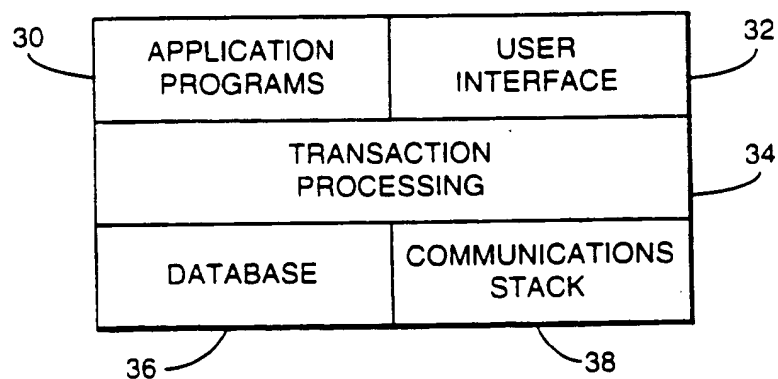 30
APPLICATION
PROGRAMS
USER
INTERFACE
32
TRANSACTION
PROCESSING
34
DATABASE
COMMUNICATIONS
STACK
36
38